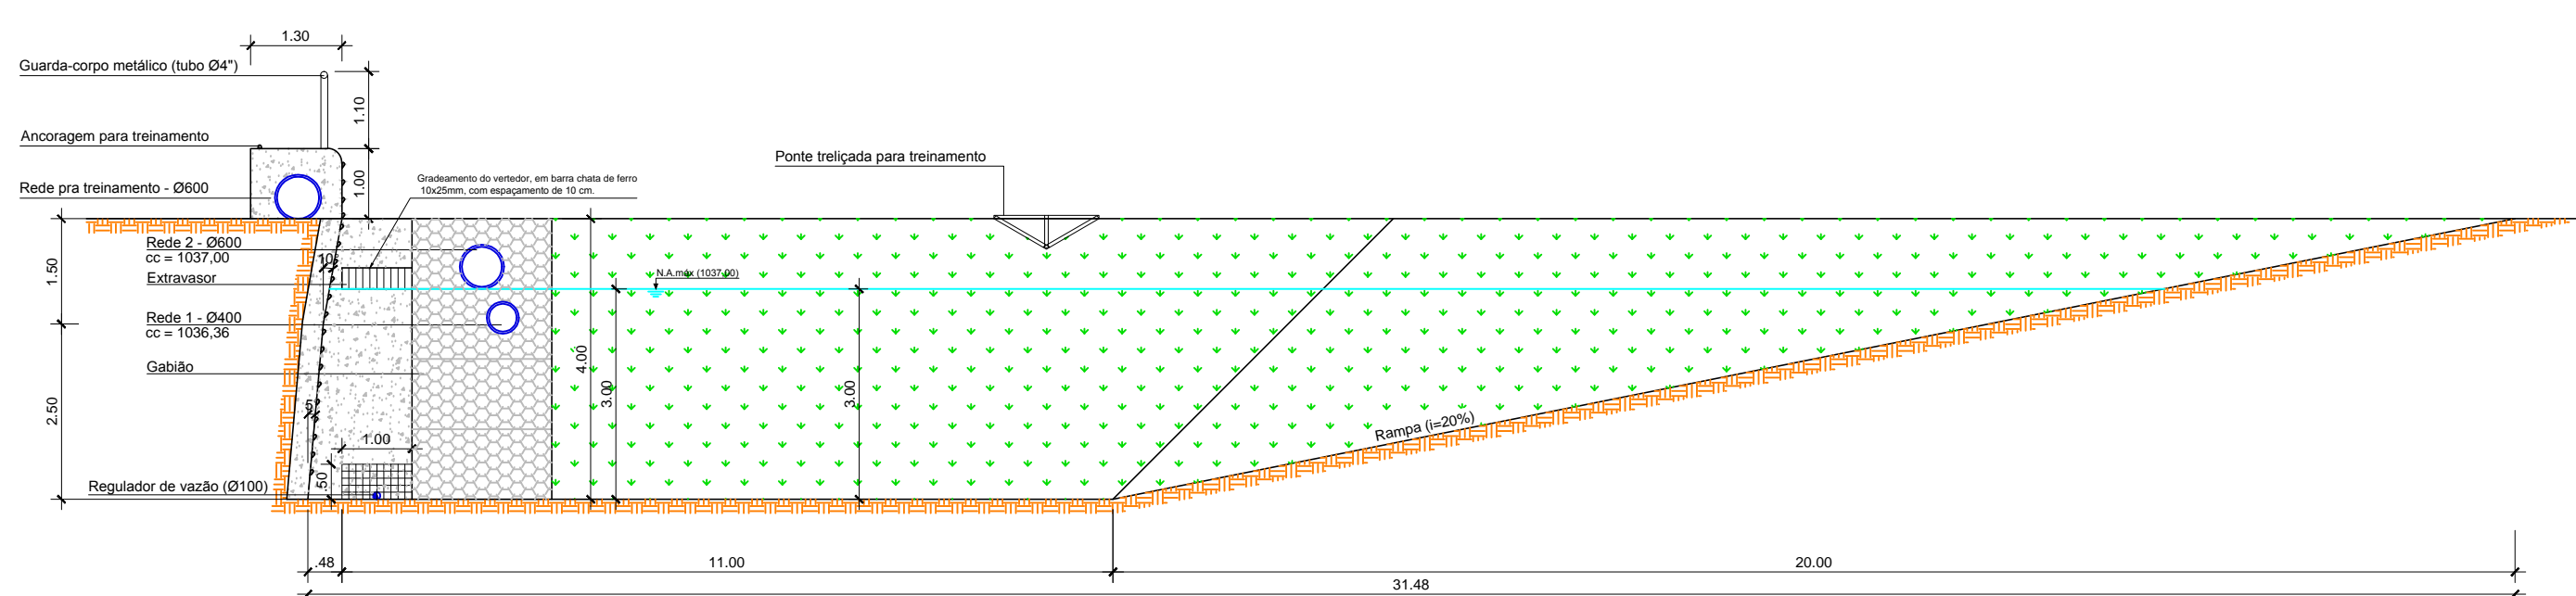 1.30
Guarda-corpo metálico (tubo Ø4")
1.10
Ancoragem para treinamento
Ponte treliçada para treinamento
Rede pra treinamento - Ø600
1.00
Gradeamento do vertedor, em barra chata de ferro
10x25mm, com espaçamento de 10 cm.
Rede 2 - Ø600
cc = 1037,00
10
1.50
Extravasor
N.A.máx (1037,00)
Rede 1 - Ø400
cc = 1036,36
Gabião
4.00
3.00
3.00
2.50
5
1.00
Rampa (i=20%)
.50
Regulador de vazão (Ø100)
.48
11.00
20.00
31.48